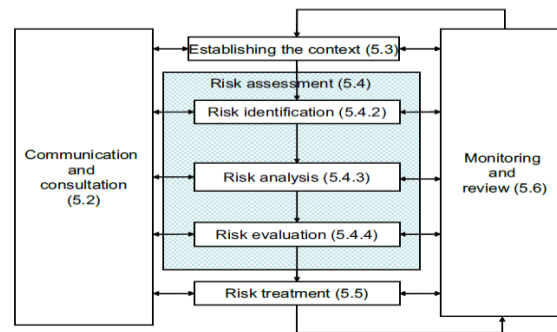 Establishing the context (5.3)
Risk assessment (5.4)
Risk identification (5.4.2)
Communication
and
consultation
(5.2)
Risk analysis (5.4.3)
Monitoring
and
review (5.6)
Risk evaluation (5.4.4)
Risk treatment (5.5)